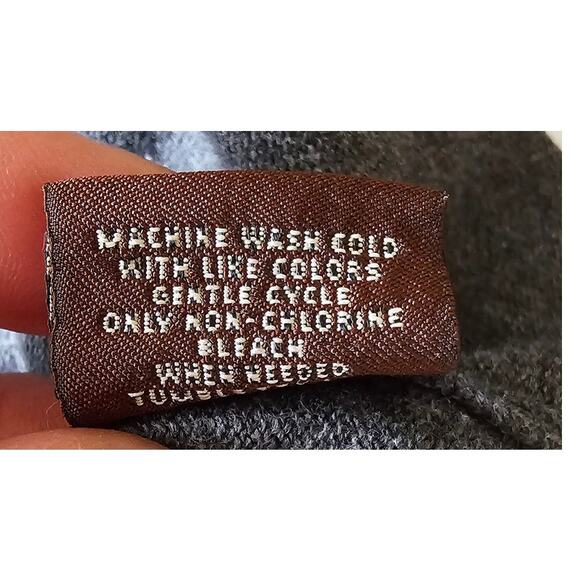 MACHINE WASH COLD
WITH LIKE COLORS
GENTLE CYCLE
ONLY NON-CHLORINE
BLEACH
WHEN NEEDED